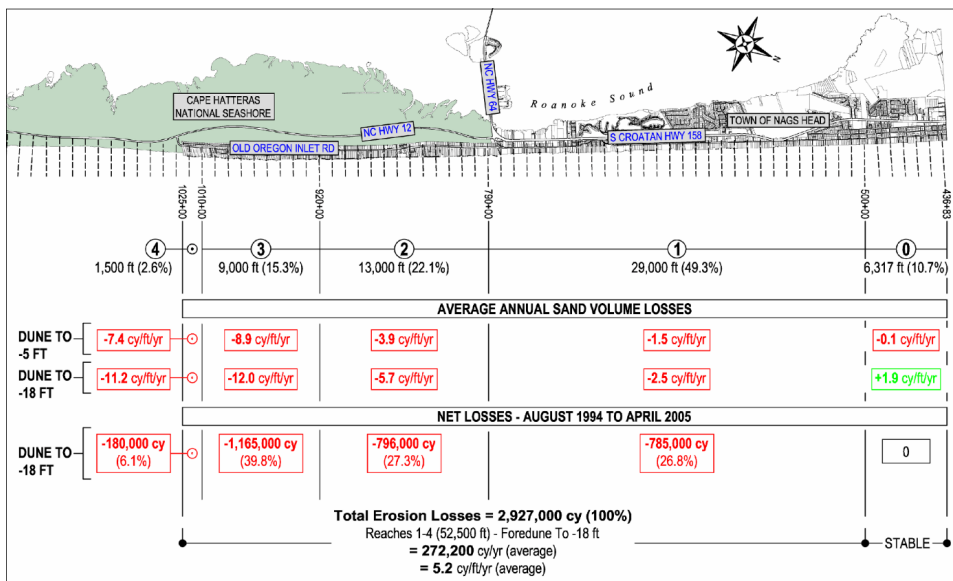 CAPE HATTERAS
NATIONAL SEASHORE
NC HWY 12
OLD OREGON INLET RD
NC HWY 64
Roanoke Sound
S CROATAN HWY 158
TOWN OF NAGS HEAD
N
1025+00
1010+00
920+00
790+00
500+00
436+83
4
3
2
1
0
1,500 ft (2.6%)
9,000 ft (15.3%)
13,000 ft (22.1%)
29,000 ft (49.3%)
6,317 ft (10.7%)
AVERAGE ANNUAL SAND VOLUME LOSSES
DUNE TO
-5 FT
-7.4 cy/ft/yr
-8.9 cy/ft/yr
-3.9 cy/ft/yr
-1.5 cy/ft/yr
-0.1 cy/ft/yr
DUNE TO
-18 FT
-11.2 cy/ft/yr
-12.0 cy/ft/yr
-5.7 cy/ft/yr
-2.5 cy/ft/yr
+1.9 cy/ft/yr
NET LOSSES - AUGUST 1994 TO APRIL 2005
DUNE TO
-18 FT
-180,000 cy
(6.1%)
-1,165,000 cy
(39.8%)
-796,000 cy
(27.3%)
-785,000 cy
(26.8%)
0
Total Erosion Losses = 2,927,000 cy (100%)
Reaches 1-4 (52,500 ft) - Foredune To -18 ft
= 272,200 cy/yr (average)
= 5.2 cy/ft/yr (average)
STABLE